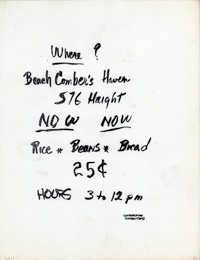 Where ?
Beach Comber's Haven
576 Haight
NOW NOW
Rice * Beans * Bread
25¢
HOURS 3 to 12 pm